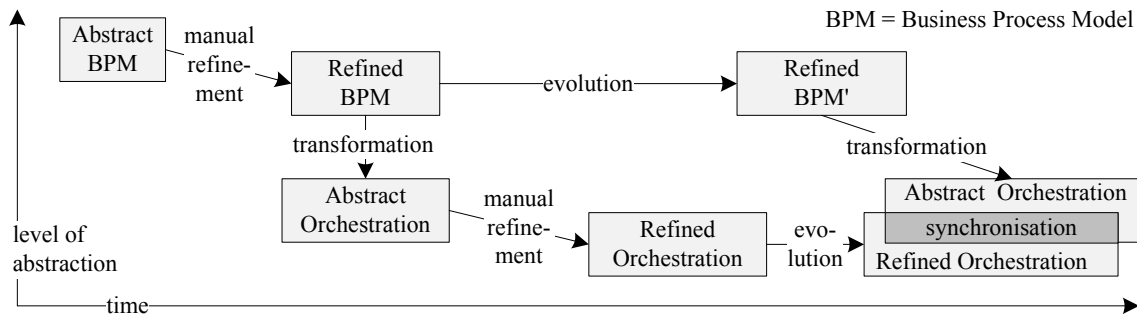 BPM = Business Process Model
Abstract
BPM
manual
refine-
ment
Refined
BPM
evolution
Refined
BPM'
transformation
transformation
Abstract
Orchestration
manual
refine-
ment
Refined
Orchestration
evo-
lution
Abstract Orchestration
synchronisation
Refined Orchestration
level of
abstraction
time